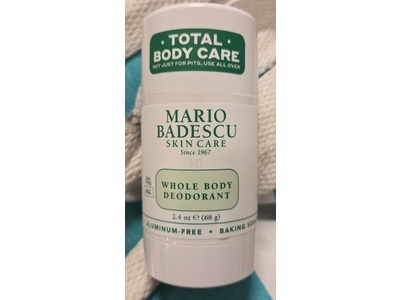 • TOTAL •
BODY CARE
NOT JUST FOR PITS, USE ALL OVER
MARIO
BADESCU
SKIN CARE
Since 1967
MB
WHOLE BODY
DEODORANT
2.4 oz ℮ (68 g)
ALUMINUM-FREE • BAKING